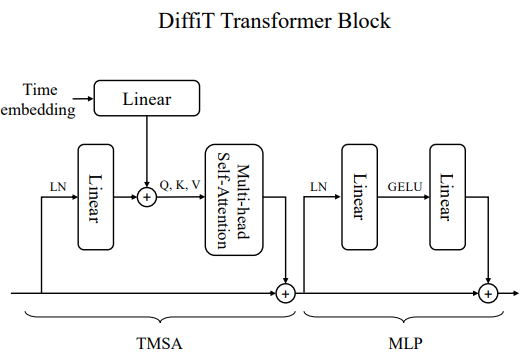 DiffiT Transformer Block
Time
embedding
Linear
LN
Linear
+
Q, K, V
Multi-head
Self-Attention
LN
Linear
GELU
Linear
+
+
TMSA
MLP